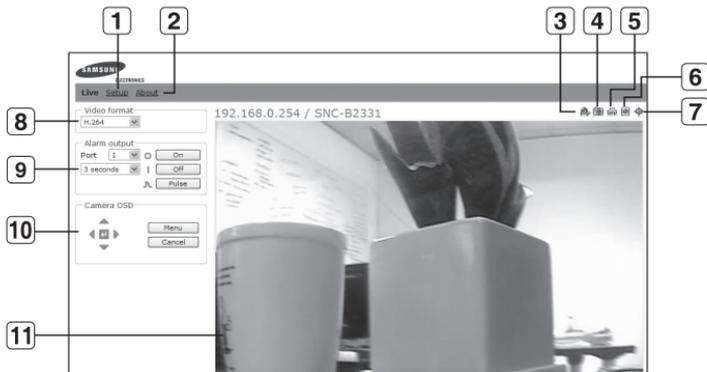 1 2 3 4 5 6 7 8 9 10 11
SAMSUNG
ELECTRONICS
Live Setup About
Video format
H.264
192.168.0.254 / SNC-B2331
Alarm output
Port 1 On
3 seconds Off
Pulse
Camera OSD
Menu
Cancel